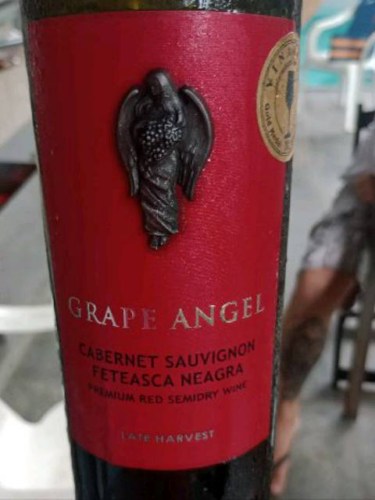 GRAPE ANGEL
CABERNET SAUVIGNON
FETEASCA NEAGRA
PREMIUM RED SEMIDRY WINE
LATE HARVEST